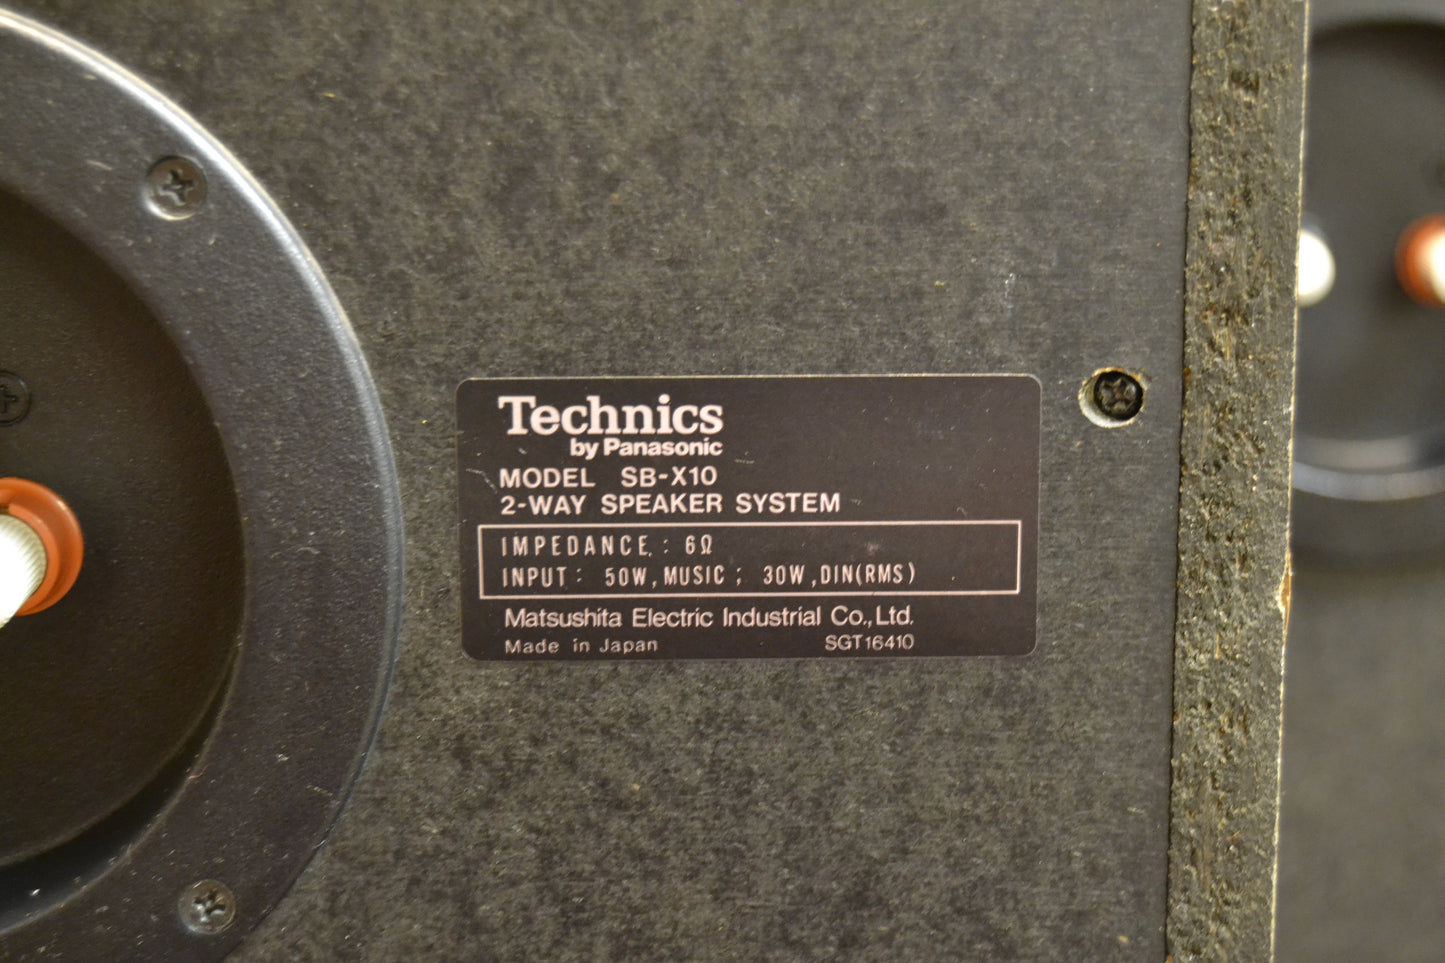 Technics
by Panasonic
MODEL SB-X10
2-WAY SPEAKER SYSTEM
IMPEDANCE : 6Ω
INPUT : 50W, MUSIC ; 30W, DIN(RMS)
Matsushita Electric Industrial Co., Ltd.
Made in Japan SGT16410